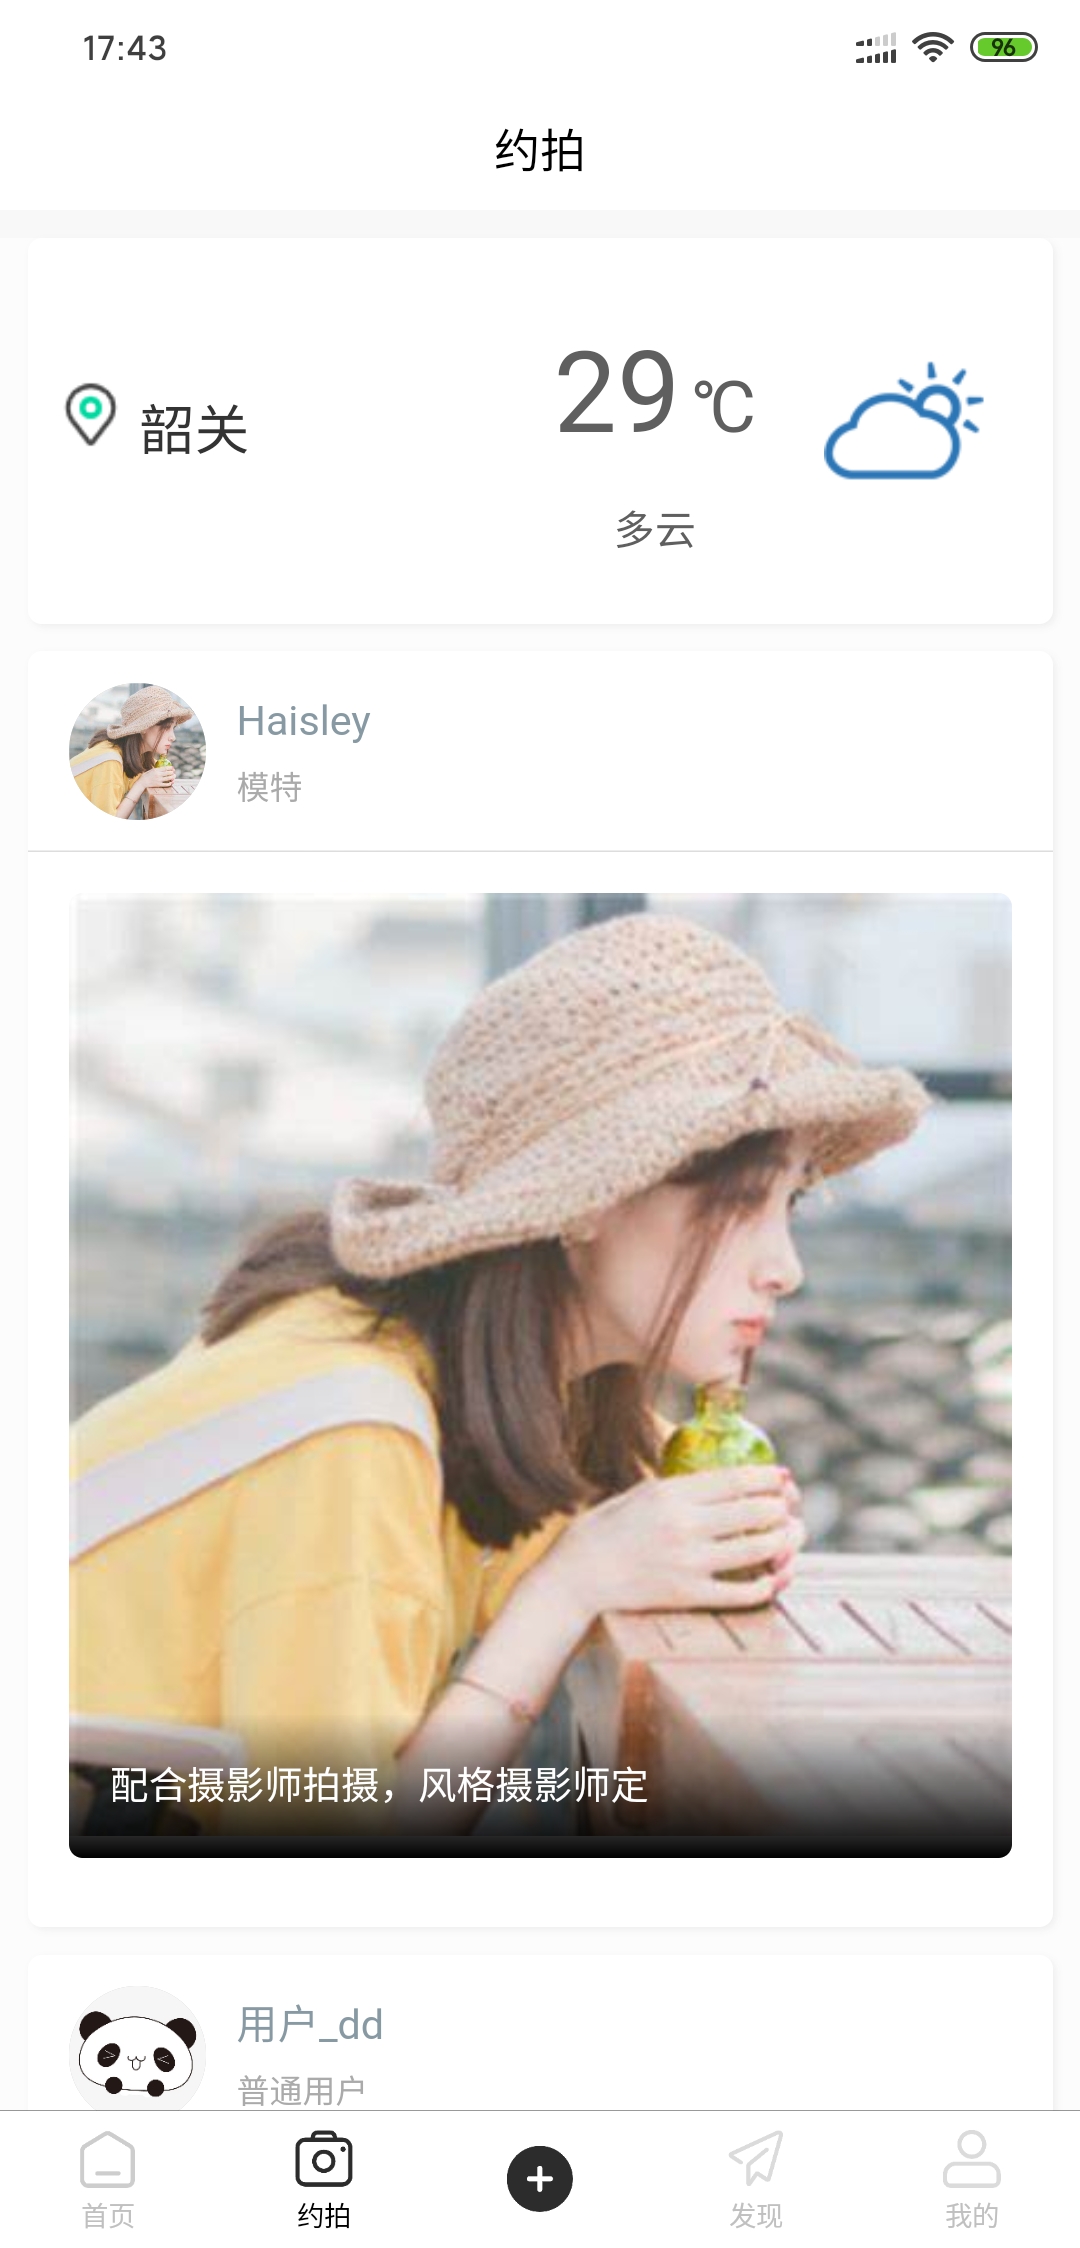 17:43
96
约拍
韶关
29℃
多云
Haisley
模特
配合摄影师拍摄，风格摄影师定
用户_dd
普通用户
首页
约拍
发现
我的